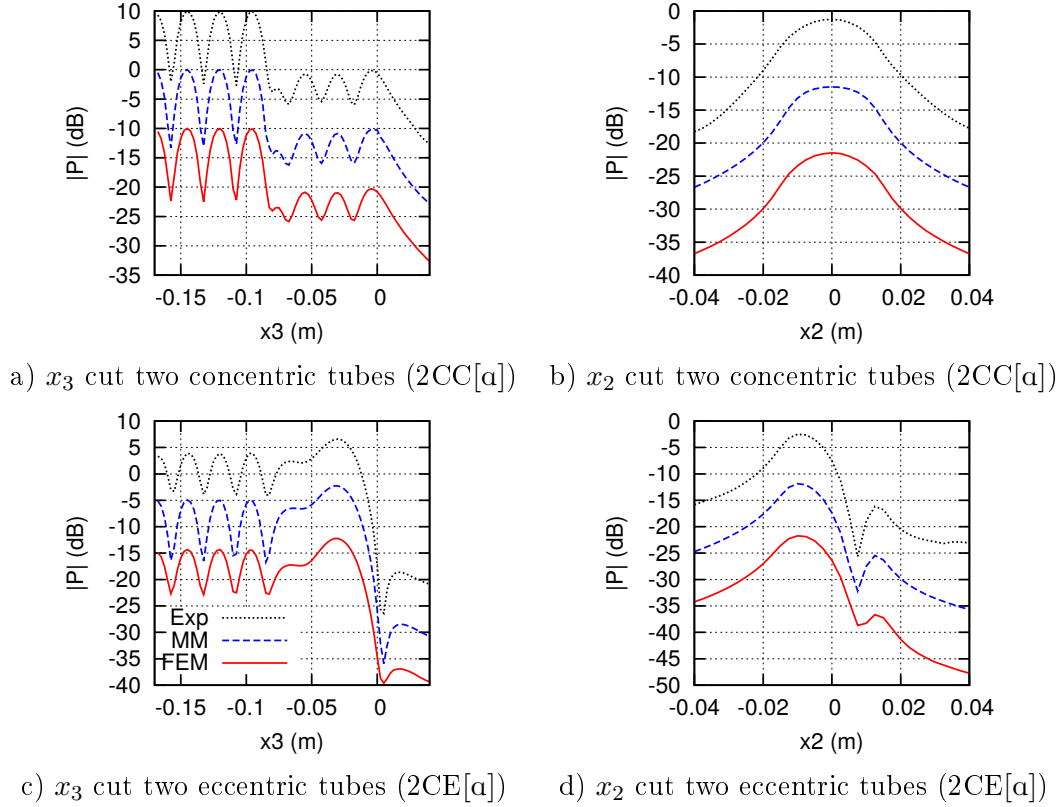 10
5
0
-5
-10
-15
-20
-25
-30
-35
|P| (dB)
-0.15 -0.1 -0.05 0
x3 (m)
0
-5
-10
-15
-20
-25
-30
-35
-40
|P| (dB)
-0.04 -0.02 0 0.02 0.04
x2 (m)
a) x₃ cut two concentric tubes (2CC[ɑ])
b) x₂ cut two concentric tubes (2CC[ɑ])
10
5
0
-5
-10
-15
-20
-25
-30
-35
-40
|P| (dB)
Exp
MM
FEM
-0.15 -0.1 -0.05 0
x3 (m)
0
-5
-10
-15
-20
-25
-30
-35
-40
-45
-50
|P| (dB)
-0.04 -0.02 0 0.02 0.04
x2 (m)
c) x₃ cut two eccentric tubes (2CE[ɑ])
d) x₂ cut two eccentric tubes (2CE[ɑ])